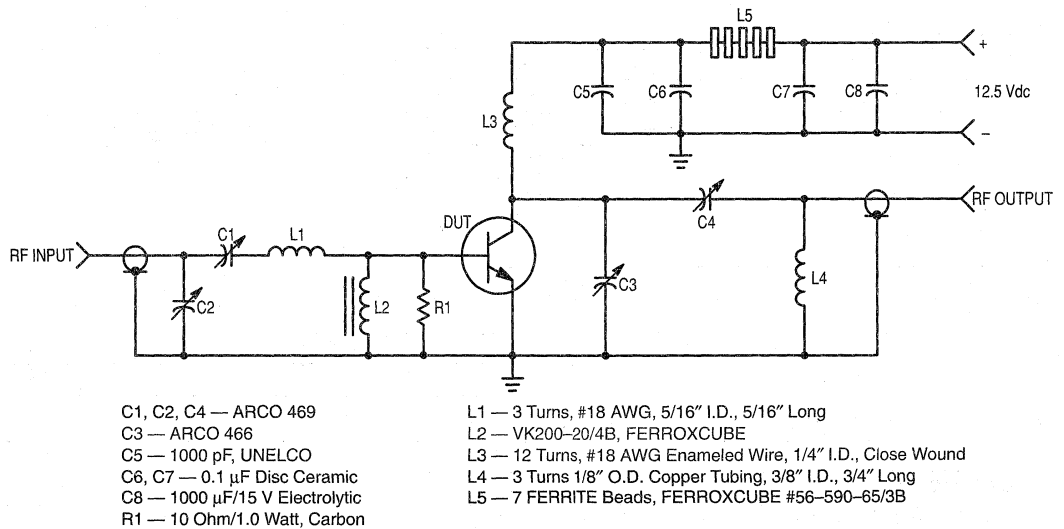 L5
+
C5
C6
C7
C8
12.5 Vdc
L3
–
RF OUTPUT
C4
DUT
C1
L1
RF INPUT
C2
L2
R1
C3
L4
C1, C2, C4 — ARCO 469
C3 — ARCO 466
C5 — 1000 pF, UNELCO
C6, C7 — 0.1 µF Disc Ceramic
C8 — 1000 µF/15 V Electrolytic
R1 — 10 Ohm/1.0 Watt, Carbon
L1 — 3 Turns, #18 AWG, 5/16″ I.D., 5/16″ Long
L2 — VK200–20/4B, FERROXCUBE
L3 — 12 Turns, #18 AWG Enameled Wire, 1/4″ I.D., Close Wound
L4 — 3 Turns 1/8″ O.D. Copper Tubing, 3/8″ I.D., 3/4″ Long
L5 — 7 FERRITE Beads, FERROXCUBE #56–590–65/3B